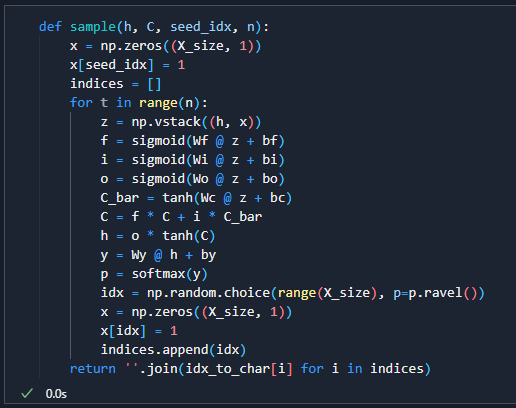 def sample(h, C, seed_idx, n):
    x = np.zeros((X_size, 1))
    x[seed_idx] = 1
    indices = []
    for t in range(n):
        z = np.vstack((h, x))
        f = sigmoid(Wf @ z + bf)
        i = sigmoid(Wi @ z + bi)
        o = sigmoid(Wo @ z + bo)
        C_bar = tanh(Wc @ z + bc)
        C = f * C + i * C_bar
        h = o * tanh(C)
        y = Wy @ h + by
        p = softmax(y)
        idx = np.random.choice(range(X_size), p=p.ravel())
        x = np.zeros((X_size, 1))
        x[idx] = 1
        indices.append(idx)
    return ''.join(idx_to_char[i] for i in indices)
✓ 0.0s